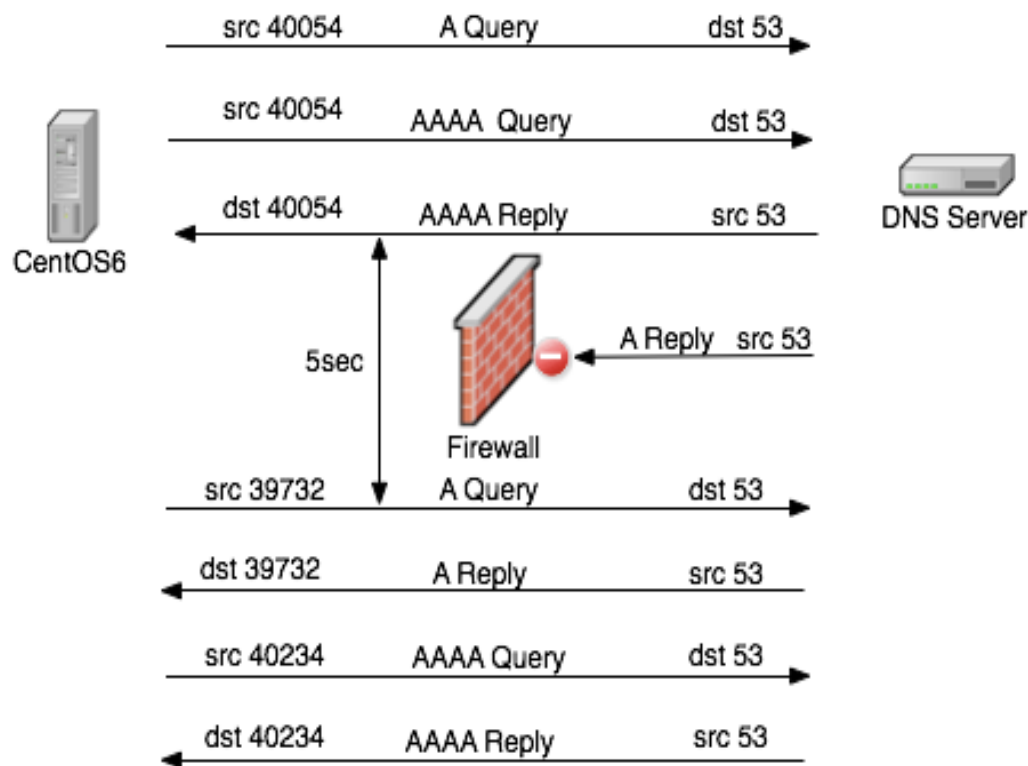 src 40054 A Query dst 53
src 40054 AAAA Query dst 53
dst 40054 AAAA Reply src 53
CentOS6
DNS Server
A Reply src 53
5sec
Firewall
src 39732 A Query dst 53
dst 39732 A Reply src 53
src 40234 AAAA Query dst 53
dst 40234 AAAA Reply src 53